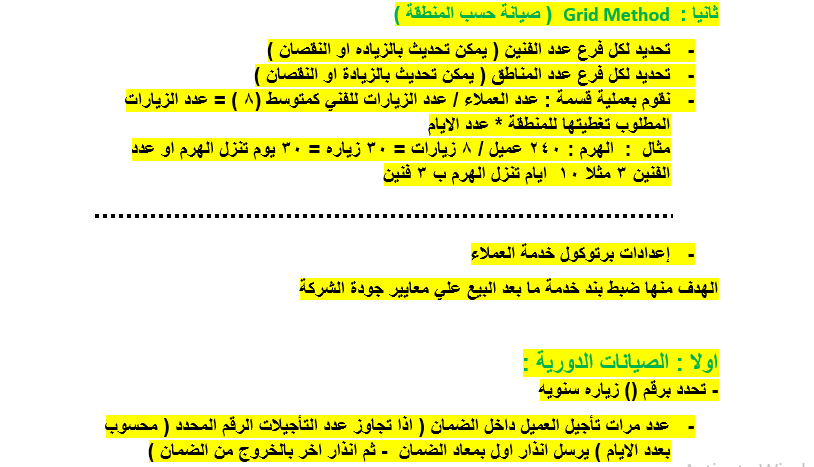 ثانيا : Grid Method ( صيانة حسب المنطقة )
- تحديد لكل فرع عدد الفنين ( يمكن تحديث بالزياده او النقصان )
- تحديد لكل فرع عدد المناطق ( يمكن تحديث بالزيادة او النقصان )
- نقوم بعملية قسمة : عدد العملاء / عدد الزيارات للفني كمتوسط (٨ ) = عدد الزيارات
المطلوب تغطيتها للمنطقة * عدد الايام
مثال : الهرم : ٢٤٠ عميل / ٨ زيارات = ٣٠ زياره = ٣٠ يوم تنزل الهرم او عدد
الفنين ٣ مثلا ١٠ ايام تنزل الهرم ب ٣ فنين
- إعدادات برتوكول خدمة العملاء
الهدف منها ضبط بند خدمة ما بعد البيع علي معايير جودة الشركة
اولا : الصيانات الدورية :
- تحدد برقم () زياره سنويه
- عدد مرات تأجيل العميل داخل الضمان ( اذا تجاوز عدد التأجيلات الرقم المحدد ( محسوب
بعدد الايام ) يرسل انذار اول بمعاد الضمان - ثم انذار اخر بالخروج من الضمان )